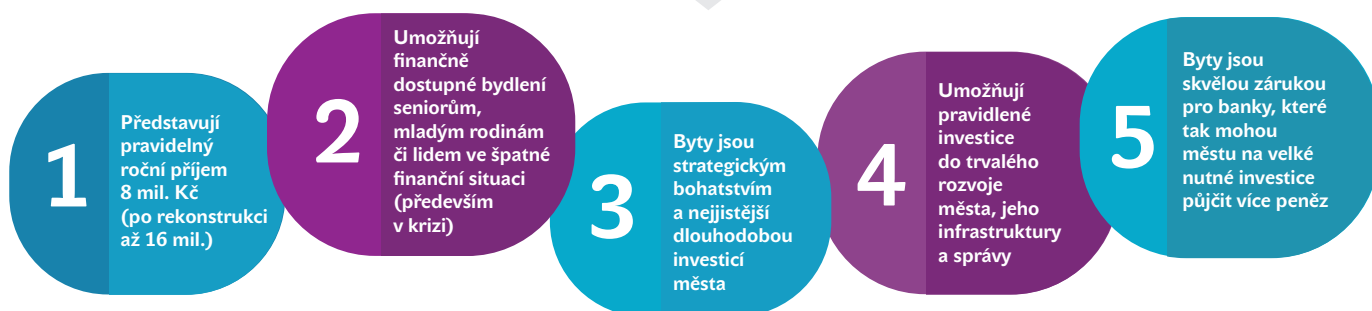 1
Představují
pravidelný
roční příjem
8 mil. Kč
(po rekonstrukci
až 16 mil.)
2
Umožňují
finančně
dostupné bydlení
seniorům,
mladým rodinám
či lidem ve špatné
finanční situaci
(především
v krizi)
3
Byty jsou
strategickým
bohatstvím
a nejjistější
dlouhodobou
investicí
města
4
Umožňují
pravidlené
investice
do trvalého
rozvoje
města, jeho
infrastruktury
a správy
5
Byty jsou
skvělou zárukou
pro banky, které
tak mohou
městu na velké
nutné investice
půjčit více peněz